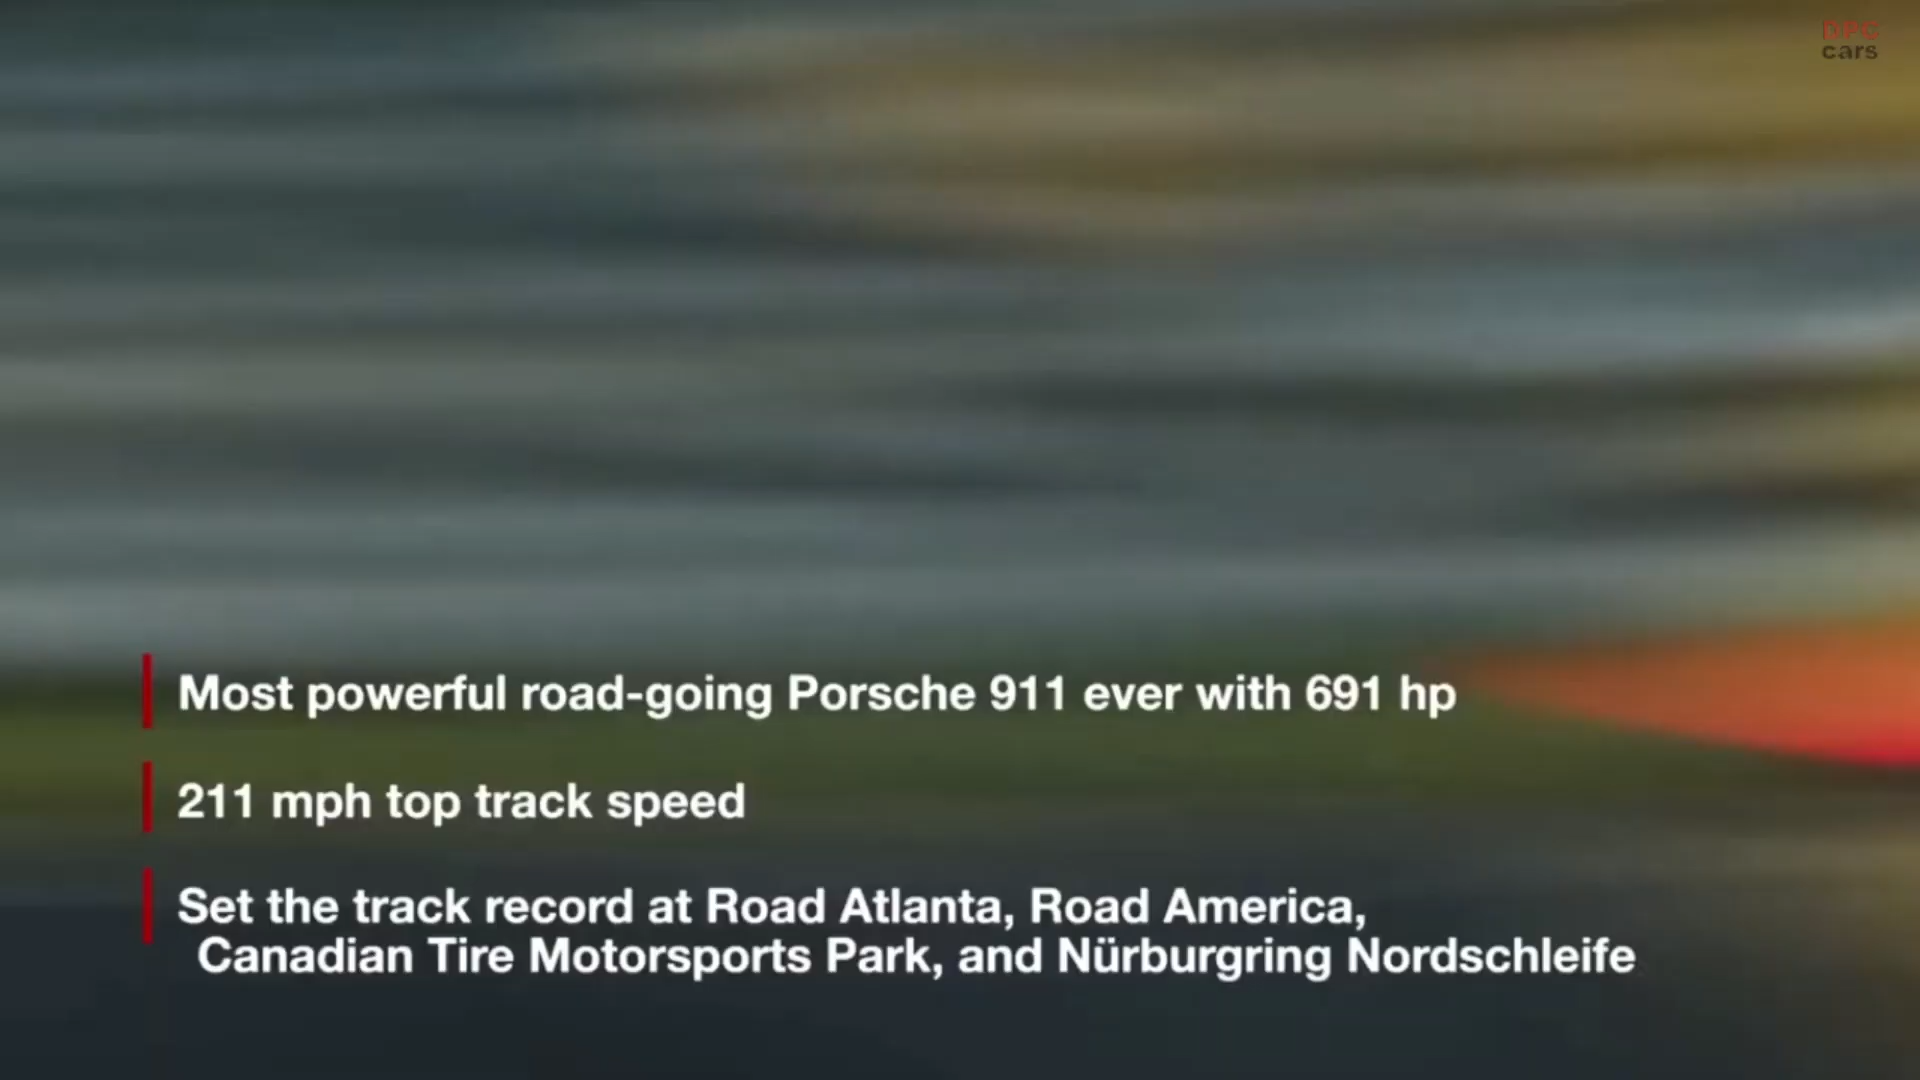 DPC
cars
Most powerful road-going Porsche 911 ever with 691 hp
211 mph top track speed
Set the track record at Road Atlanta, Road America,
Canadian Tire Motorsports Park, and Nürburgring Nordschleife